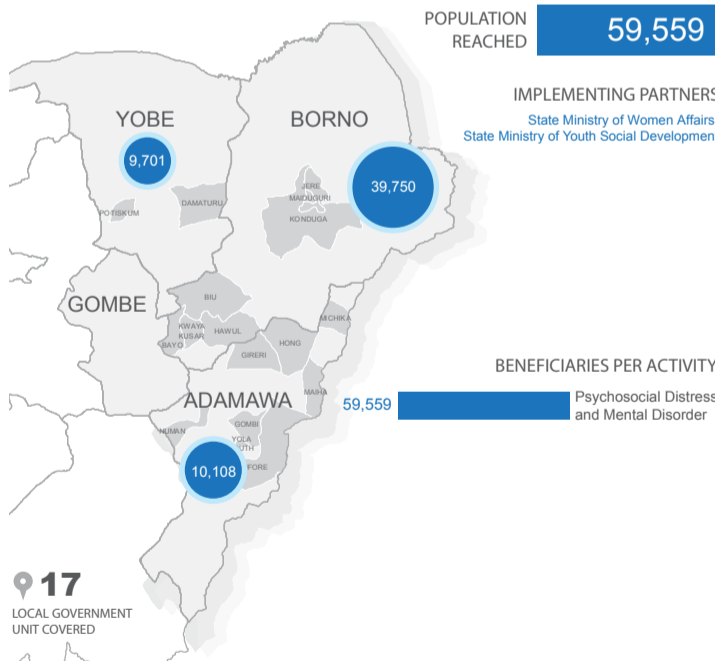 POPULATION
REACHED
59,559
IMPLEMENTING PARTNERS
State Ministry of Women Affairs
State Ministry of Youth Social Developmen
YOBE
9,701
BORNO
39,750
JERE
MAIDUGURI
KONDUGA
POTISKUM
DAMATURU
GOMBE
BIU
KWAYA
KUSAR
HAWUL
BAYO
MICHIKA
HONG
GIRERI
BENEFICIARIES PER ACTIVITY
59,559
Psychosocial Distress
and Mental Disorder
ADAMAWA
MAIHA
NUMAN
GOMBI
YOLA
UTH
10,108
FORE
17
LOCAL GOVERNMENT
UNIT COVERED